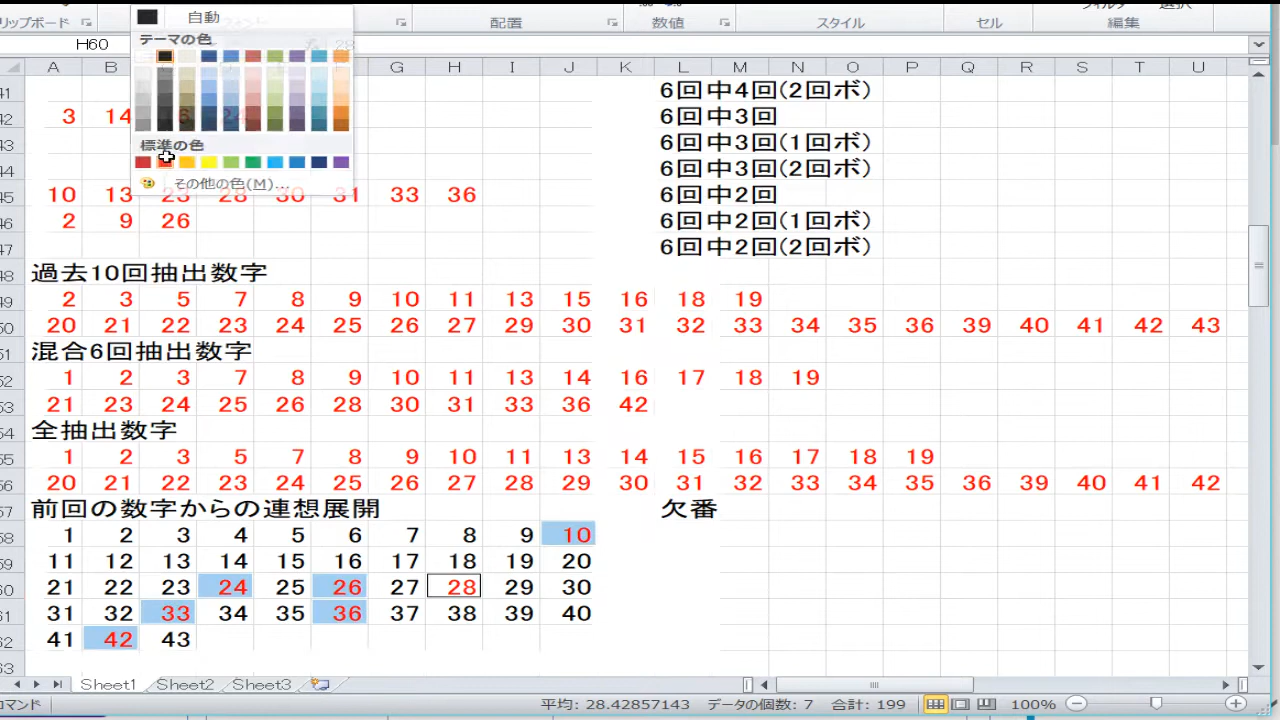 自動
リップボード 配置 数値 スタイル セル 編集
テーマの色
H60
A B G H I J K L M N O P Q R S T U
41 6回中4回(2回ボ)
42 3 14 6回中3回
標準の色
43 6回中3回(1回ボ)
44 6回中3回(2回ボ)
その他の色(M)...
45 10 13 23 28 30 31 33 36 6回中2回
46 2 9 26 6回中2回(1回ボ)
47 6回中2回(2回ボ)
48 過去10回抽出数字
49 2 3 5 7 8 9 10 11 13 15 16 18 19
50 20 21 22 23 24 25 26 27 29 30 31 32 33 34 35 36 39 40 41 42 43
51 混合6回抽出数字
52 1 2 3 7 8 9 10 11 13 14 16 17 18 19
53 21 23 24 25 26 28 30 31 33 36 42
54 全抽出数字
55 1 2 3 5 7 8 9 10 11 13 14 15 16 17 18 19
56 20 21 22 23 24 25 26 27 28 29 30 31 32 33 34 35 36 39 40 41 42
57 前回の数字からの連想展開 欠番
58 1 2 3 4 5 6 7 8 9 10
59 11 12 13 14 15 16 17 18 19 20
60 21 22 23 24 25 26 27 28 29 30
61 31 32 33 34 35 36 37 38 39 40
62 41 42 43
63
Sheet1 Sheet2 Sheet3
コマンド 平均: 28.42857143 データの個数: 7 合計: 199 100%